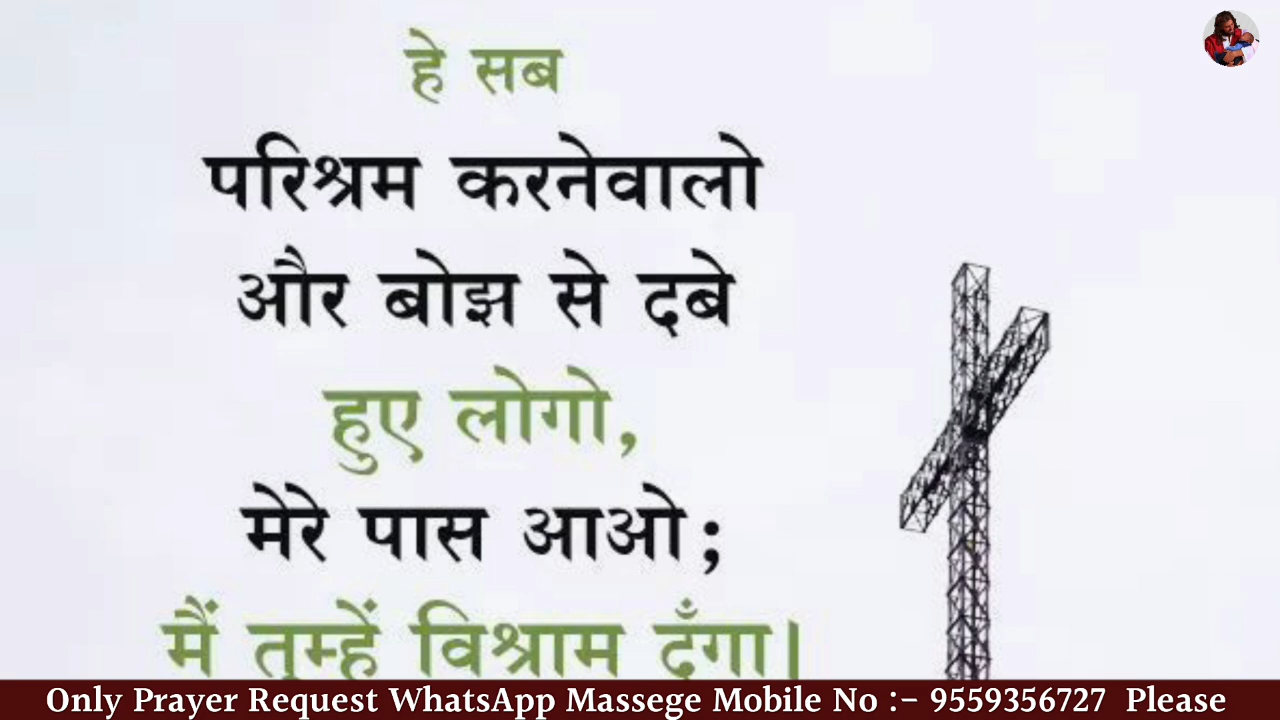 हे सब
परिश्रम करनेवालो
और बोझ से दबे
हुए लोगो,
मेरे पास आओ;
मैं तुम्हें विश्राम दूँगा।
Only Prayer Request WhatsApp Massege Mobile No :- 9559356727 Please